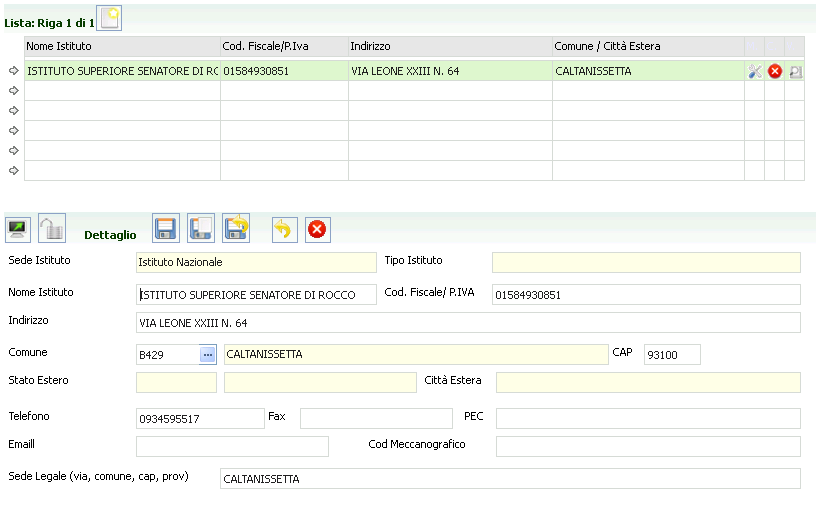 Lista: Riga 1 di 1
Nome Istituto Cod. Fiscale/P.Iva Indirizzo Comune / Città Estera
ISTITUTO SUPERIORE SENATORE DI RO 01584930851 VIA LEONE XXIII N. 64 CALTANISSETTA
Dettaglio
Sede Istituto Istituto Nazionale Tipo Istituto
Nome Istituto ISTITUTO SUPERIORE SENATORE DI ROCCO Cod. Fiscale/ P.IVA 01584930851
Indirizzo VIA LEONE XXIII N. 64
Comune B429 ... CALTANISSETTA CAP 93100
Stato Estero Città Estera
Telefono 0934595517 Fax PEC
Emaill Cod Meccanografico
Sede Legale (via, comune, cap, prov) CALTANISSETTA